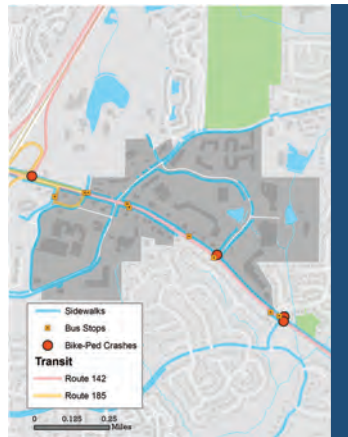 Sidewalks
Bus Stops
Bike-Ped Crashes
Transit
Route 142
Route 185
0 0.125 0.25
Miles